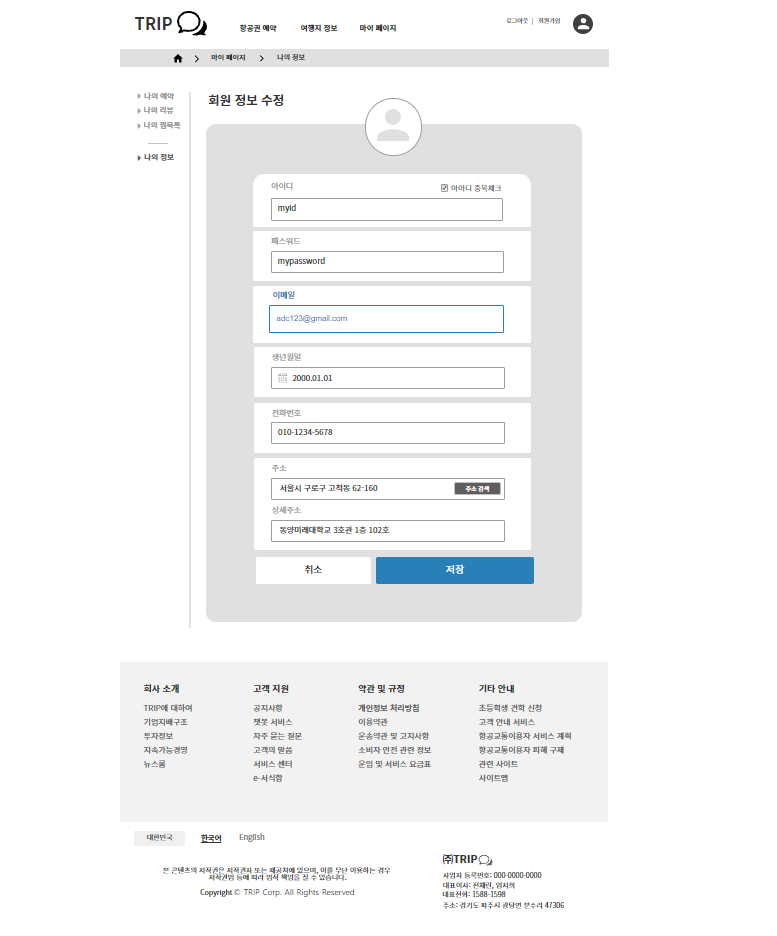 TRIP
항공권 예약 여행지 정보 마이 페이지
로그아웃 | 회원가입
마이 페이지 > 나의 정보
나의 예약
나의 리뷰
나의 찜목록
나의 정보
회원 정보 수정
아이디
아이디 중복체크
myid
패스워드
mypassword
이메일
adc123@gmail.com
생년월일
2000.01.01
전화번호
010-1234-5678
주소
서울시 구로구 고척동 62-160
주소 검색
상세주소
동양미래대학교 3호관 1층 102호
취소
저장
회사 소개
TRIP에 대하여
기업지배구조
투자정보
지속가능경영
뉴스룸
고객 지원
공지사항
챗봇 서비스
자주 묻는 질문
고객의 말씀
서비스 센터
e-서식함
약관 및 규정
개인정보 처리방침
이용약관
운송약관 및 고지사항
소비자 안전 관련 정보
운임 및 서비스 요금표
기타 안내
초등학생 견학 신청
고객 안내 서비스
항공교통이용자 서비스 계획
항공교통이용자 피해 구제
관련 사이트
사이트맵
대한민국 한국어 English
본 콘텐츠의 저작권은 저작권자 또는 제공처에 있으며, 이를 무단 이용하는 경우
저작권법 등에 따라 법적 책임을 질 수 있습니다.
Copyright © TRIP Corp. All Rights Reserved
㈜TRIP
사업자 등록번호: 000-0000-0000
대표이사: 전채린, 엄지희
대표전화: 1588-1598
주소: 경기도 파주시 광탄면 분수리 47306